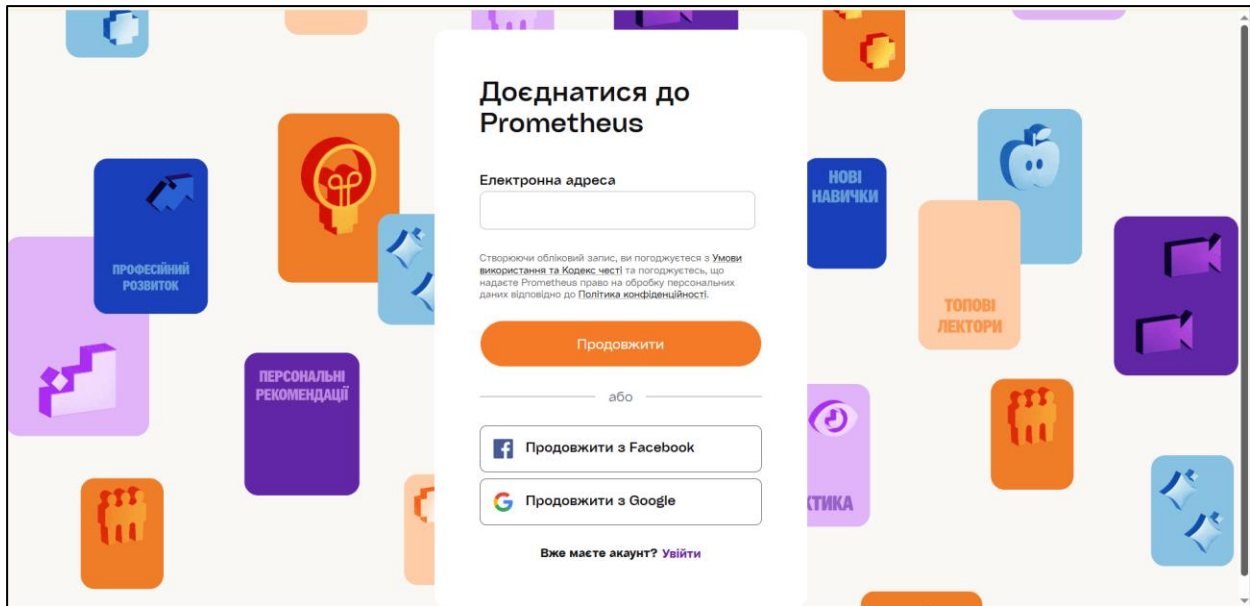 Доєднатися до
Prometheus
Електронна адреса
Створюючи обліковий запис, ви погоджуєтеся з Умови
використання та Кодекс честі та погоджуєтесь, що
надаєте Prometheus право на обробку персональних
даних відповідно до Політика конфіденційності.
Продовжити
або
Продовжити з Facebook
Продовжити з Google
Вже маєте акаунт? Увійти
ПРОФЕСІЙНИЙ
РОЗВИТОК
ПЕРСОНАЛЬНІ
РЕКОМЕНДАЦІЇ
НОВІ
НАВИЧКИ
ТОПОВІ
ЛЕКТОРИ